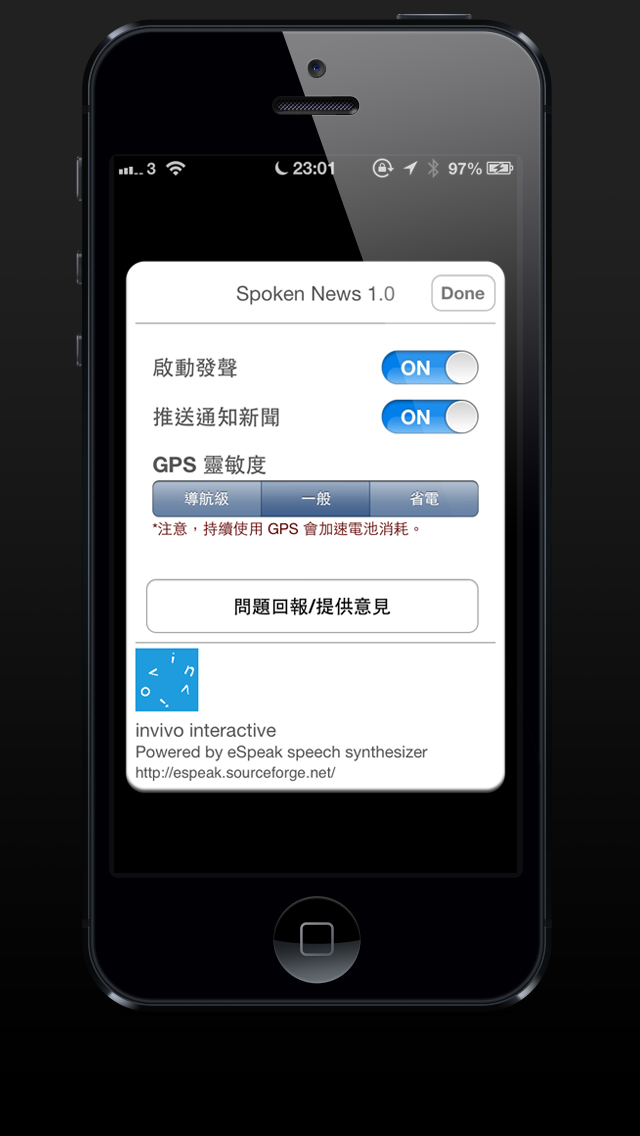 3 23:01 97%
Spoken News 1.0 Done
啟動發聲 ON
推送通知新聞 ON
GPS 靈敏度
導航級 一般 省電
*注意，持續使用 GPS 會加速電池消耗。
問題回報/提供意見
invivo
invivo interactive
Powered by eSpeak speech synthesizer
http://espeak.sourceforge.net/